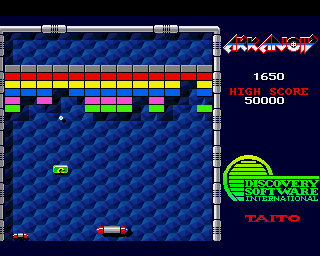 ARKANOID
1650
HIGH SCORE
50000
C
DISCOVERY
SOFTWARE
INTERNATIONAL
TAITO